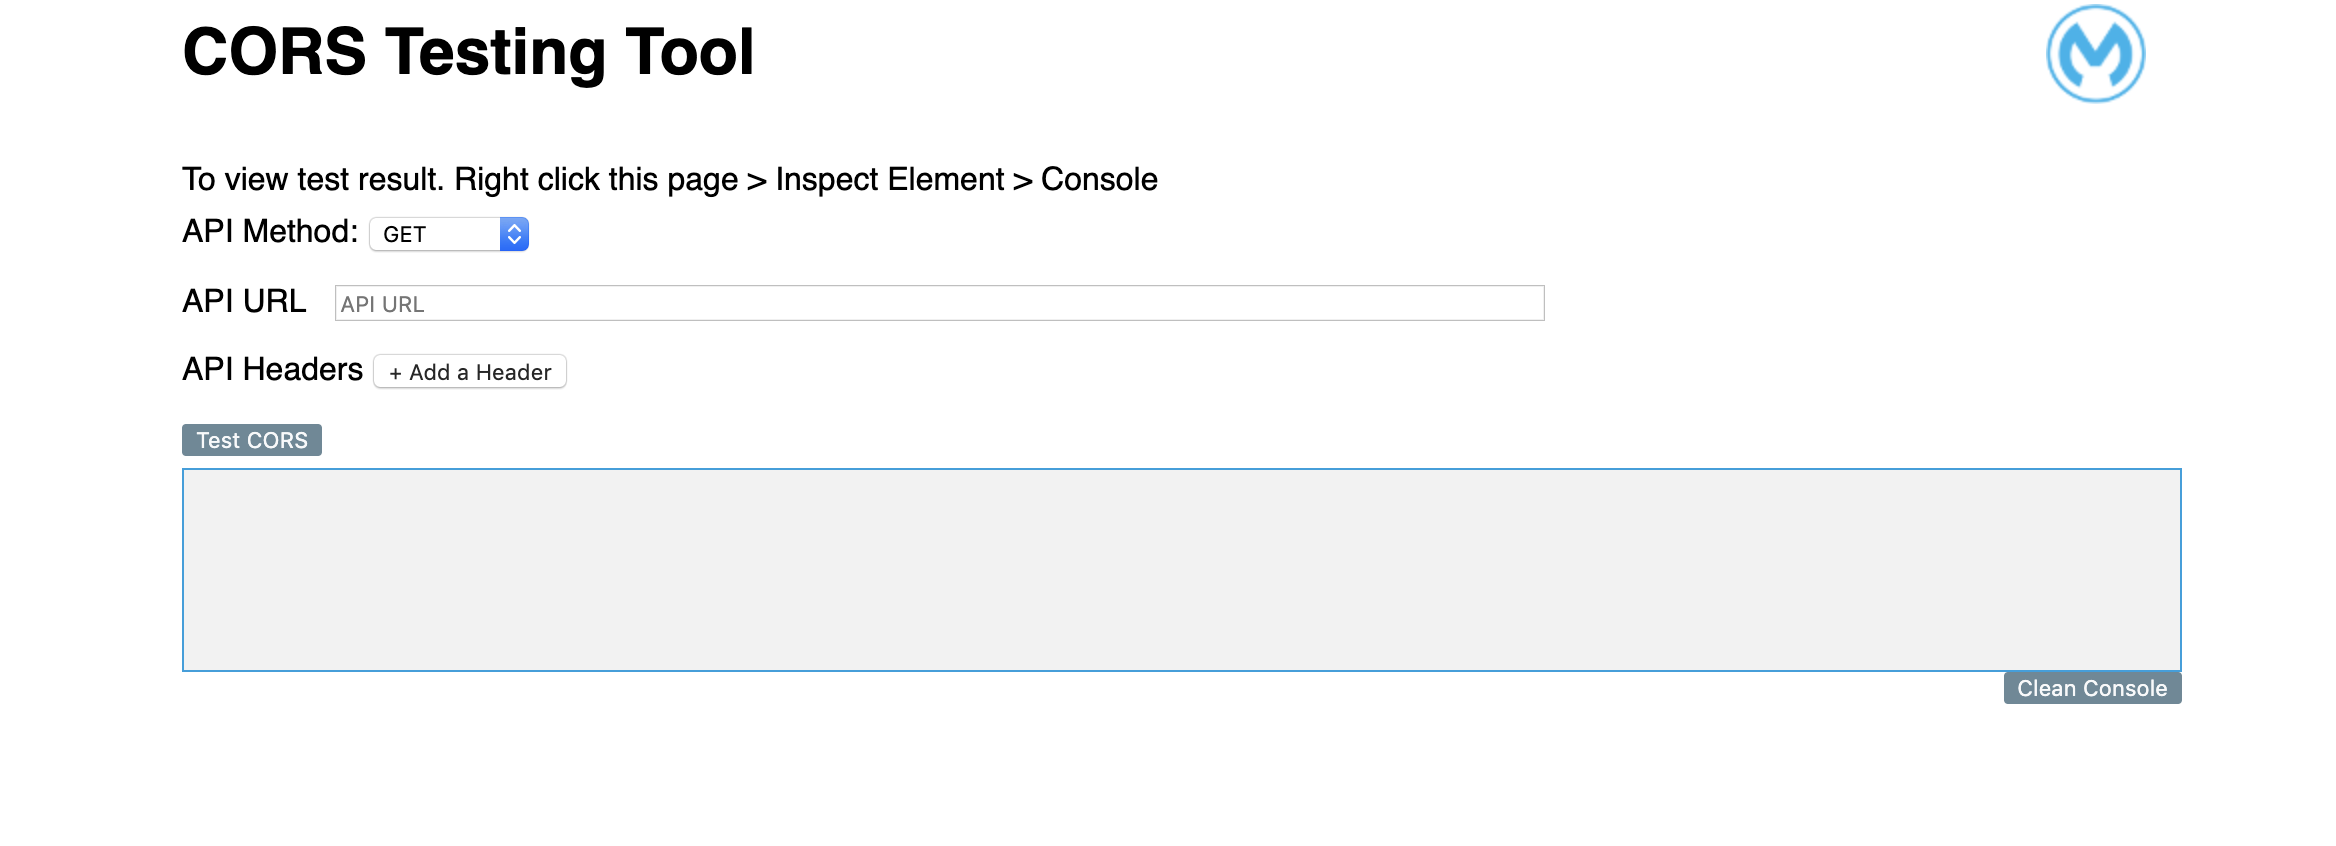 CORS Testing Tool
To view test result. Right click this page > Inspect Element > Console
API Method: GET
API URL API URL
API Headers + Add a Header
Test CORS
Clean Console